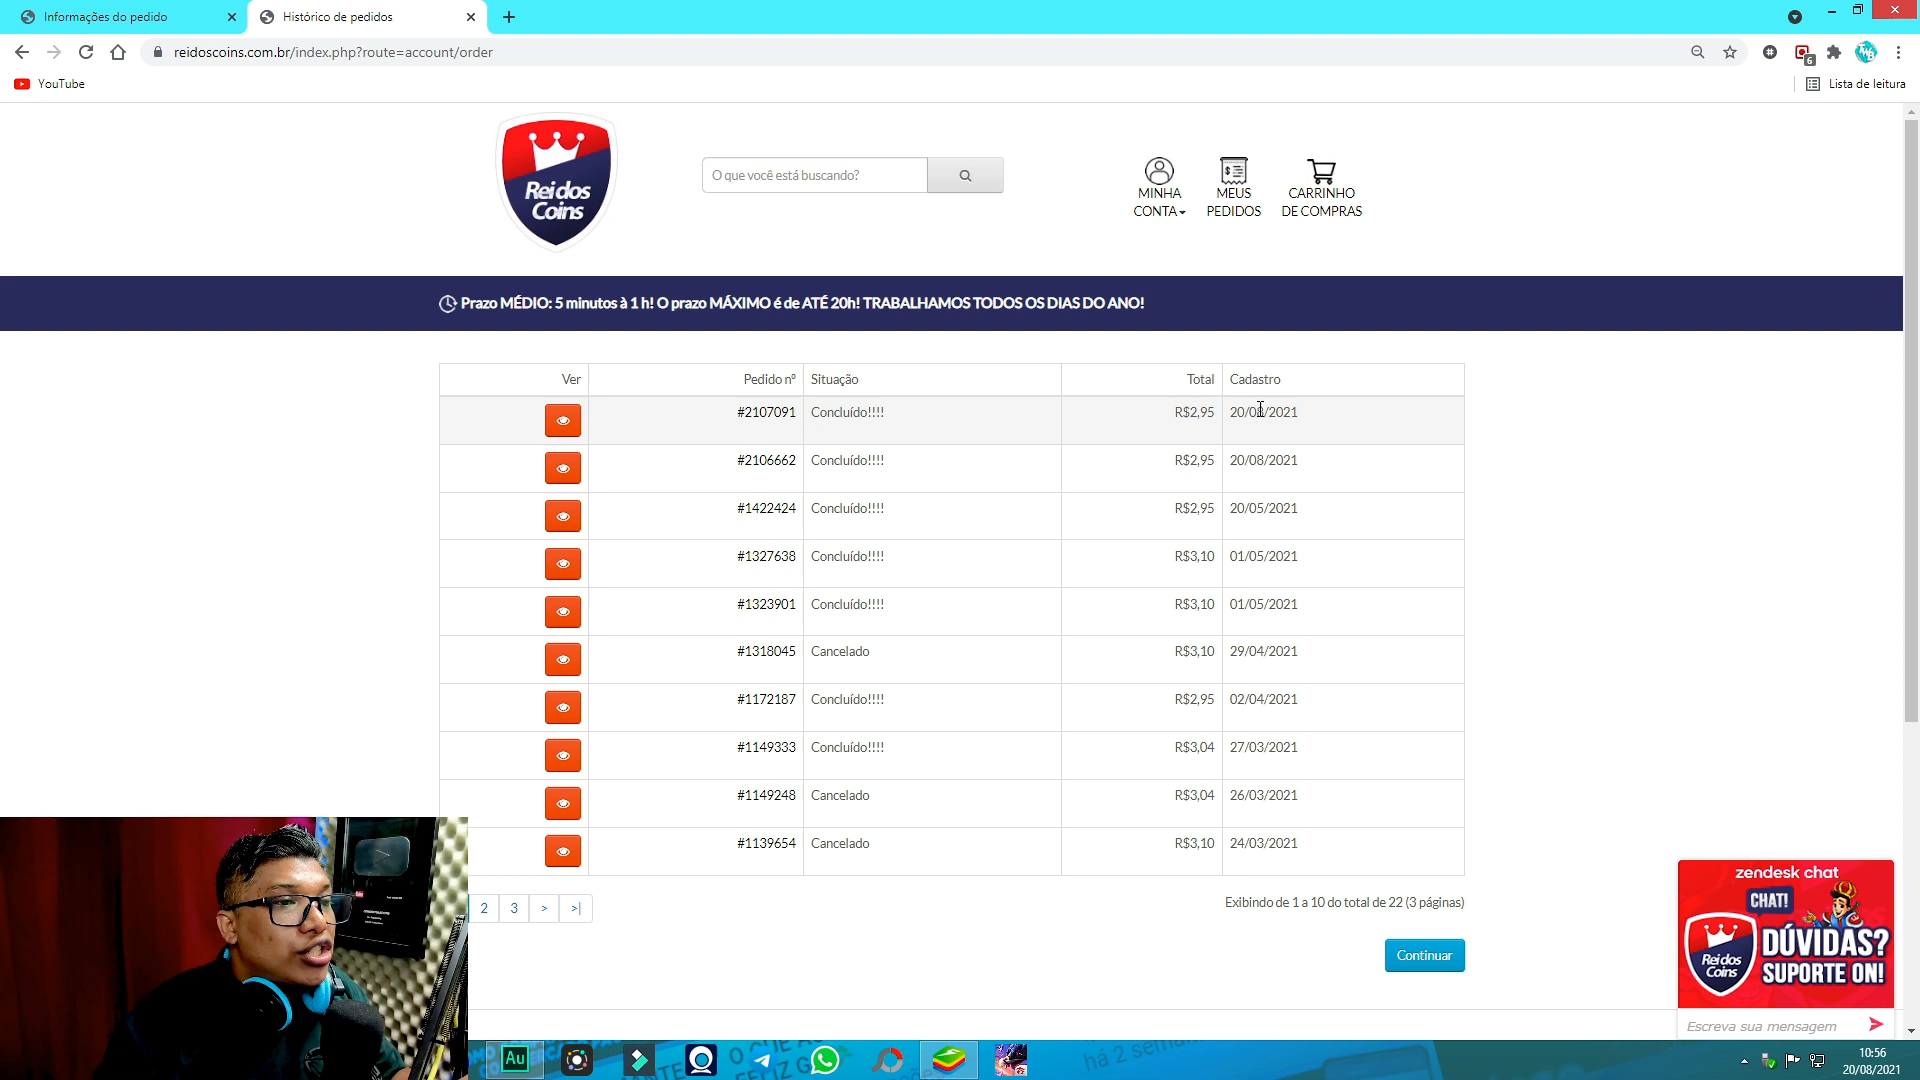 Informações do pedido
Histórico de pedidos
reidoscoins.com.br/index.php?route=account/order
6
YouTube
Lista de leitura
Rei dos
Coins
O que você está buscando?
MINHA
CONTA
MEUS
PEDIDOS
CARRINHO
DE COMPRAS
Prazo MÉDIO: 5 minutos à 1 h! O prazo MÁXIMO é de ATÉ 20h! TRABALHAMOS TODOS OS DIAS DO ANO!
Ver Pedido nº Situação Total Cadastro
#2107091 Concluído!!!! R$2,95 20/08/2021
#2106662 Concluído!!!! R$2,95 20/08/2021
#1422424 Concluído!!!! R$2,95 20/05/2021
#1327638 Concluído!!!! R$3,10 01/05/2021
#1323901 Concluído!!!! R$3,10 01/05/2021
#1318045 Cancelado R$3,10 29/04/2021
#1172187 Concluído!!!! R$2,95 02/04/2021
#1149333 Concluído!!!! R$3,04 27/03/2021
#1149248 Cancelado R$3,04 26/03/2021
#1139654 Cancelado R$3,10 24/03/2021
2 3 > >|
Exibindo de 1 a 10 do total de 22 (3 páginas)
Continuar
zendesk chat
CHAT!
Rei dos
Coins
DÚVIDAS?
SUPORTE ON!
Escreva sua mensagem
Au
10:56
20/08/2021